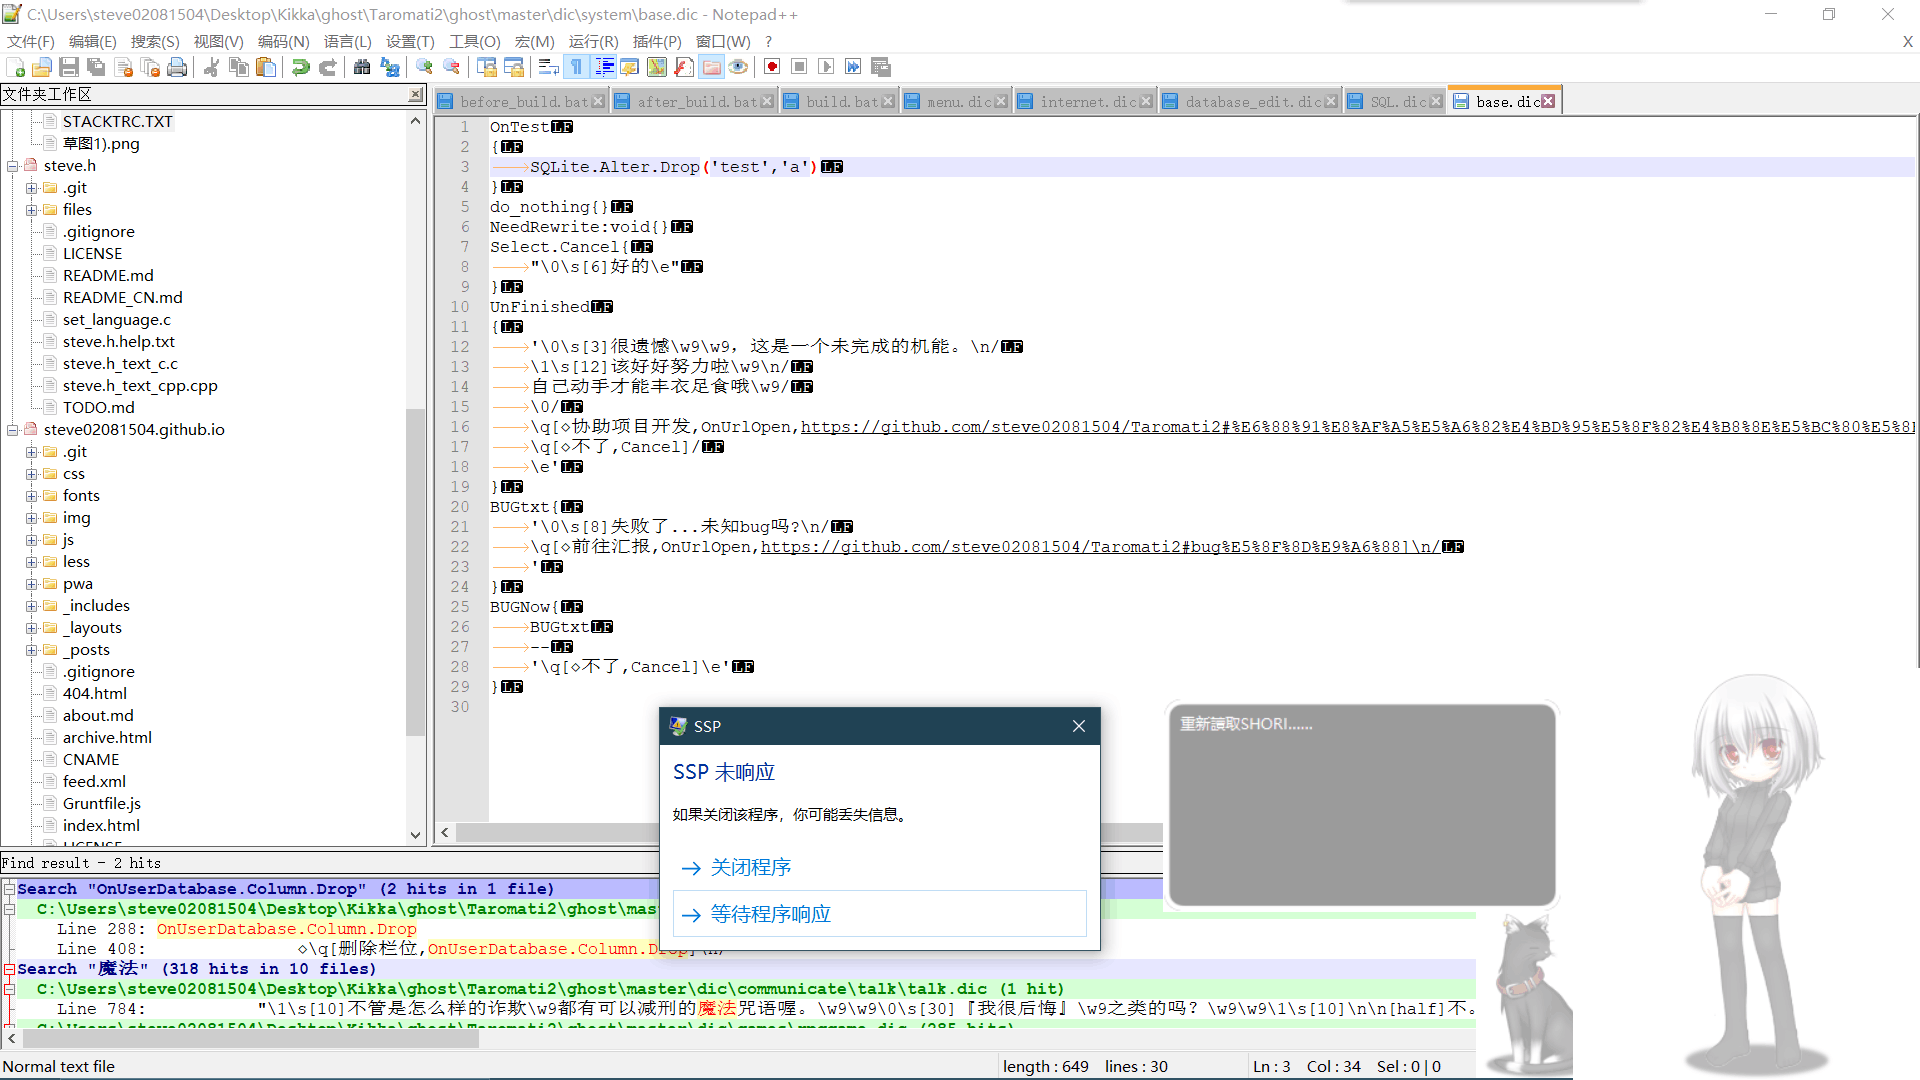 C:\Users\steve02081504\Desktop\Kikka\ghost\Taromati2\ghost\master\dic\system\base.dic - Notepad++
文件(F) 编辑(E) 搜索(S) 视图(V) 编码(N) 语言(L) 设置(T) 工具(O) 宏(M) 运行(R) 插件(P) 窗口(W) ? X
文件夹工作区
before_build.bat after_build.bat build.bat menu.dic internet.dic database_edit.dic SQL.dic base.dic
STACKTRC.TXT
草图1).png
steve.h
.git
files
.gitignore
LICENSE
README.md
README_CN.md
set_language.c
steve.h.help.txt
steve.h_text_c.c
steve.h_text_cpp.cpp
TODO.md
steve02081504.github.io
.git
css
fonts
img
js
less
pwa
_includes
_layouts
_posts
.gitignore
404.html
about.md
archive.html
CNAME
feed.xml
Gruntfile.js
index.html
LICENSE
1 OnTestLF
2 {LF
3 SQLite.Alter.Drop('test','a')LF
4 }LF
5 do_nothing{}LF
6 NeedRewrite:void{}LF
7 Select.Cancel{LF
8 "\0\s[6]好的\e"LF
9 }LF
10 UnFinishedLF
11 {LF
12 '\0\s[3]很遗憾\w9\w9，这是一个未完成的机能。\n/LF
13 \1\s[12]该好好努力啦\w9\n/LF
14 自己动手才能丰衣足食哦\w9/LF
15 \0/LF
16 \q[◇协助项目开发,OnUrlOpen,https://github.com/steve02081504/Taromati2#%E6%88%91%E8%AF%A5%E5%A6%82%E4%BD%95%E5%8F%82%E4%B8%8E%E5%BC%80%E5%8
17 \q[◇不了,Cancel]/LF
18 \e'LF
19 }LF
20 BUGtxt{LF
21 '\0\s[8]失败了...未知bug吗?\n/LF
22 \q[◇前往汇报,OnUrlOpen,https://github.com/steve02081504/Taromati2#bug%E5%8F%8D%E9%A6%88]\n/LF
23 'LF
24 }LF
25 BUGNow{LF
26 BUGtxtLF
27 --LF
28 '\q[◇不了,Cancel]\e'LF
29 }LF
30
SSP
SSP 未响应
如果关闭该程序，你可能丢失信息。
关闭程序
等待程序响应
重新讀取SHORI......
Find result - 2 hits
Search "OnUserDatabase.Column.Drop" (2 hits in 1 file)
C:\Users\steve02081504\Desktop\Kikka\ghost\Taromati2\ghost\mas
Line 288: OnUserDatabase.Column.Drop
Line 408: ◇\q[删除栏位,OnUserDatabase.Column.Drop]\n/
Search "魔法" (318 hits in 10 files)
C:\Users\steve02081504\Desktop\Kikka\ghost\Taromati2\ghost\master\dic\communicate\talk\talk.dic (1 hit)
Line 784: "\1\s[10]不管是怎么样的诈欺\w9都有可以减刑的魔法咒语喔。\w9\w9\0\s[30]『我很后悔』\w9之类的吗？\w9\w9\1\s[10]\n\n[half]不。
Normal text file length : 649 lines : 30 Ln : 3 Col : 34 Sel : 0 | 0